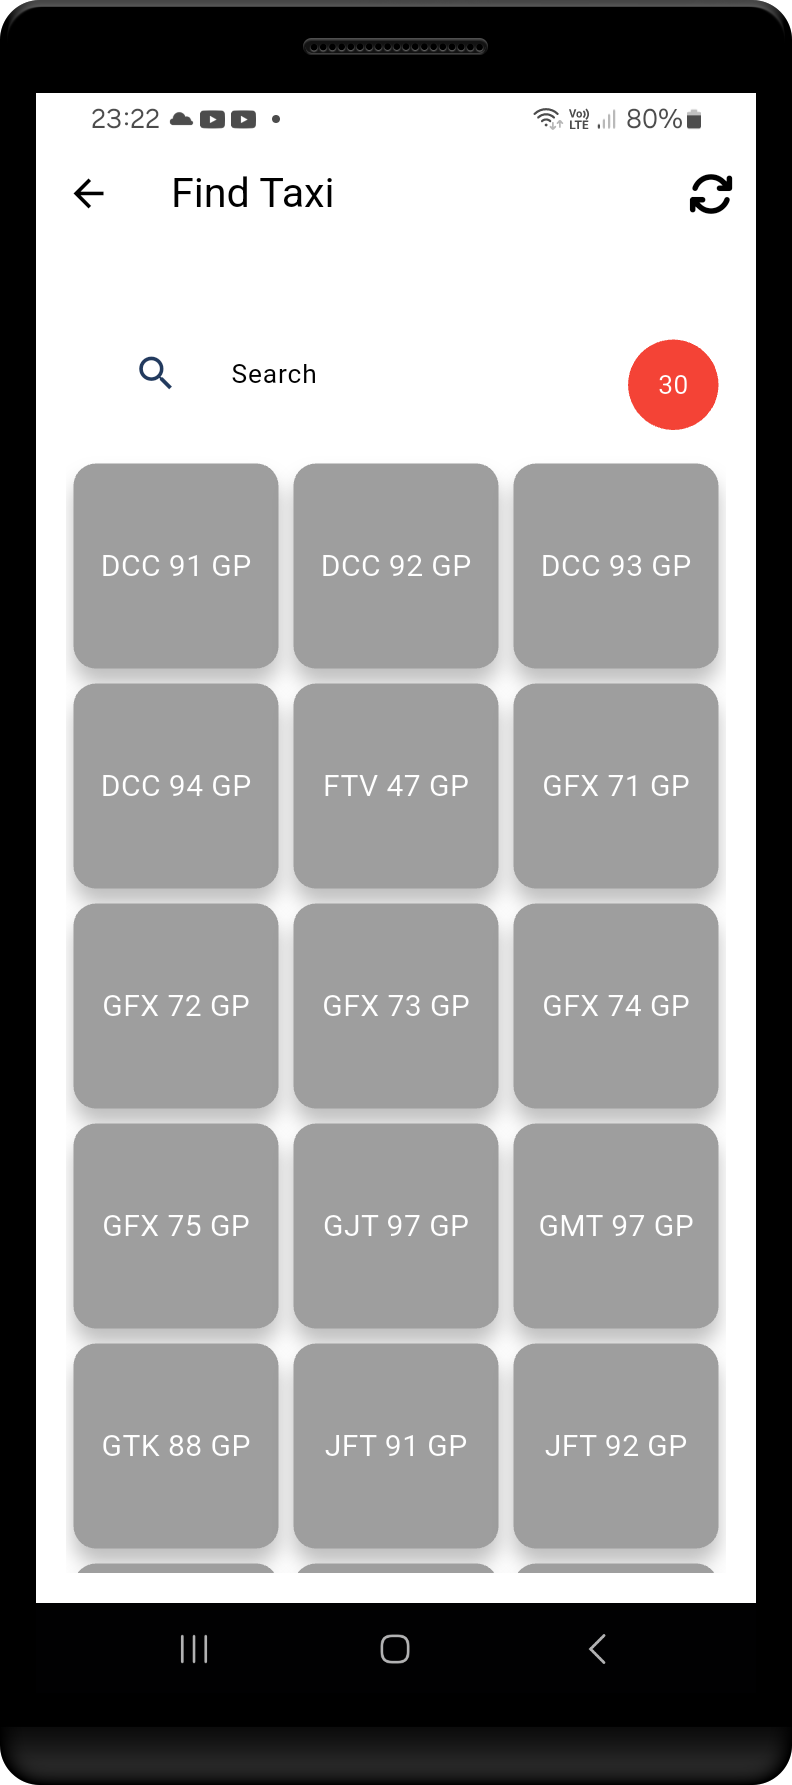 23:22
Vo)) LTE
80%
Find Taxi
Search
30
DCC 91 GP
DCC 92 GP
DCC 93 GP
DCC 94 GP
FTV 47 GP
GFX 71 GP
GFX 72 GP
GFX 73 GP
GFX 74 GP
GFX 75 GP
GJT 97 GP
GMT 97 GP
GTK 88 GP
JFT 91 GP
JFT 92 GP